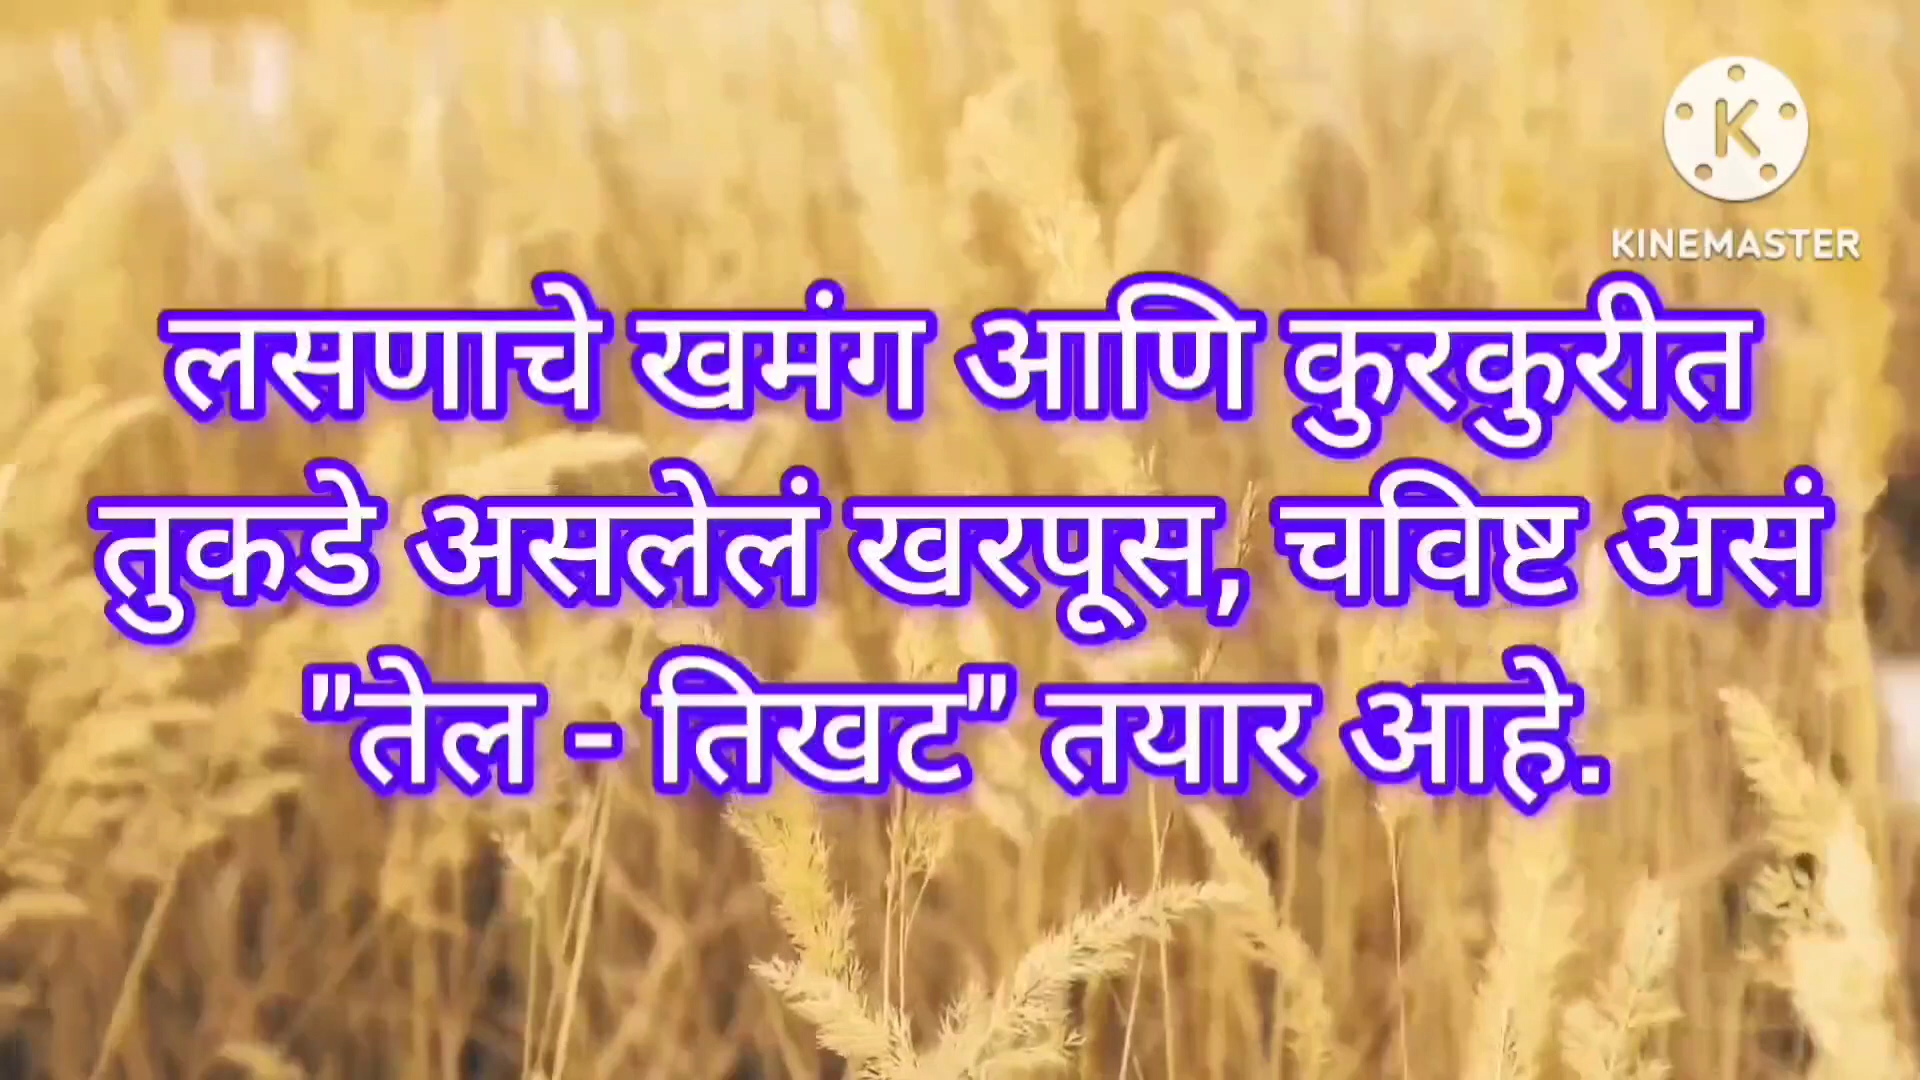 K
KINEMASTER
लसणाचे खमंग आणि कुरकुरीत
तुकडे असलेलं खरपूस, चविष्ट असं
"तेल - तिखट" तयार आहे.